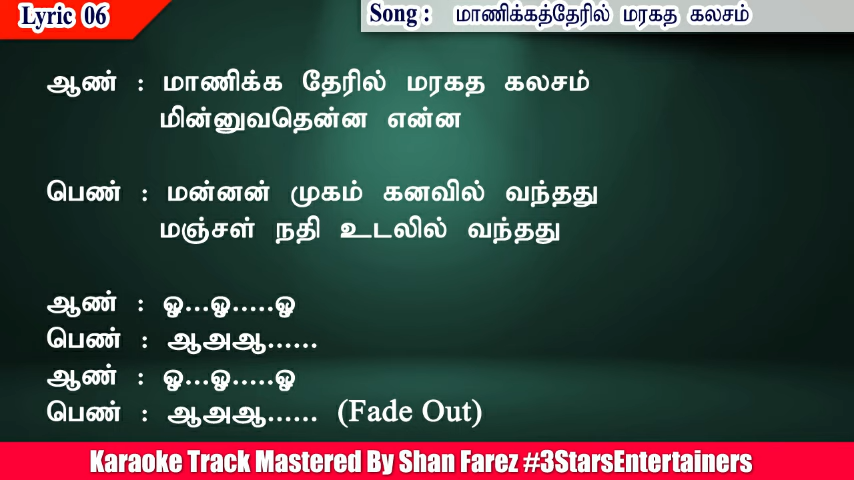 Lyric 06
Song : மாணிக்கத்தேரில் மரகத கலசம்
ஆண் : மாணிக்க தேரில் மரகத கலசம்
மின்னுவதென்ன என்ன
பெண் : மன்னன் முகம் கனவில் வந்தது
மஞ்சள் நதி உடலில் வந்தது
ஆண் : ஓ...ஓ.....ஓ
பெண் : ஆஅஆ......
ஆண் : ஓ...ஓ.....ஓ
பெண் : ஆஅஆ...... (Fade Out)
Karaoke Track Mastered By Shan Farez #3StarsEntertainers